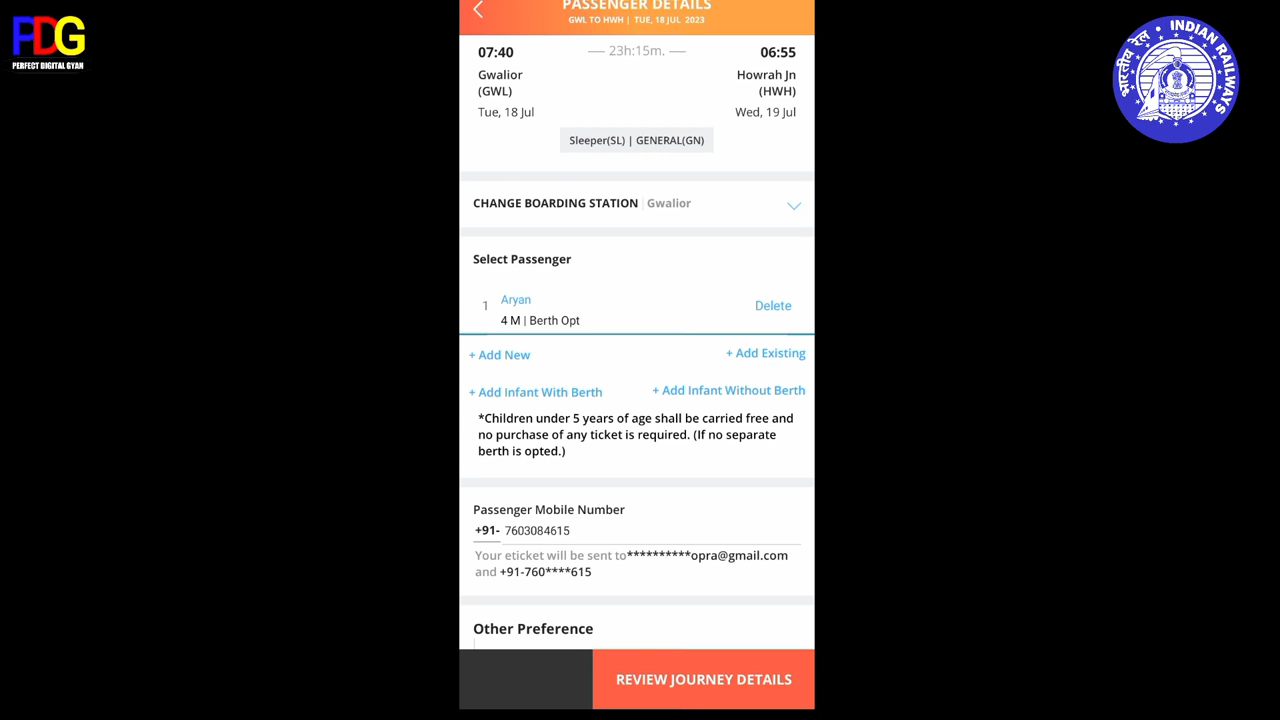 PDG
PERFECT DIGITAL GYAN
भारतीय रेल • INDIAN RAILWAYS
PASSENGER DETAILS
GWL TO HWH | TUE, 18 JUL 2023
07:40 23h:15m. 06:55
Gwalior Howrah Jn
(GWL) (HWH)
Tue, 18 Jul Wed, 19 Jul
Sleeper(SL) | GENERAL(GN)
CHANGE BOARDING STATION | Gwalior
Select Passenger
1 Aryan Delete
4 M | Berth Opt
+ Add New + Add Existing
+ Add Infant With Berth + Add Infant Without Berth
*Children under 5 years of age shall be carried free and
no purchase of any ticket is required. (If no separate
berth is opted.)
Passenger Mobile Number
+91- 7603084615
Your eticket will be sent to**********opra@gmail.com
and +91-760****615
Other Preference
REVIEW JOURNEY DETAILS